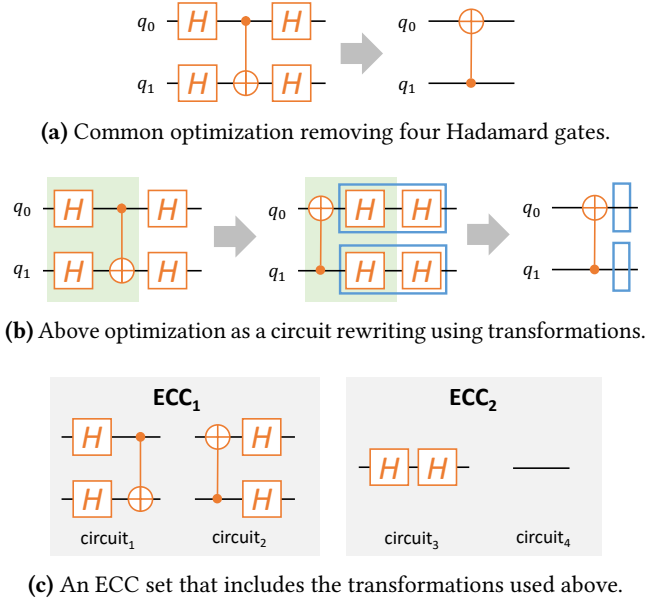 q0 H H
q1 H H q0 q1
(a) Common optimization removing four Hadamard gates.
q0 H H q0 H H q0
q1 H H q1 H H q1
(b) Above optimization as a circuit rewriting using transformations.
ECC1 ECC2
H H
H H
H H
circuit1 circuit2 circuit3 circuit4
(c) An ECC set that includes the transformations used above.